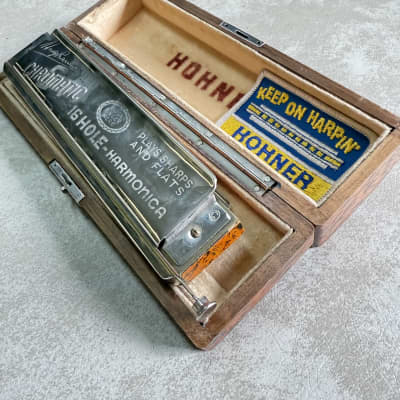 CHROMATIC
16 HOLE-HARMONICA
PLAYS SHARPS
AND FLATS
HOHNER
KEEP ON HARPIN'
HOHNER